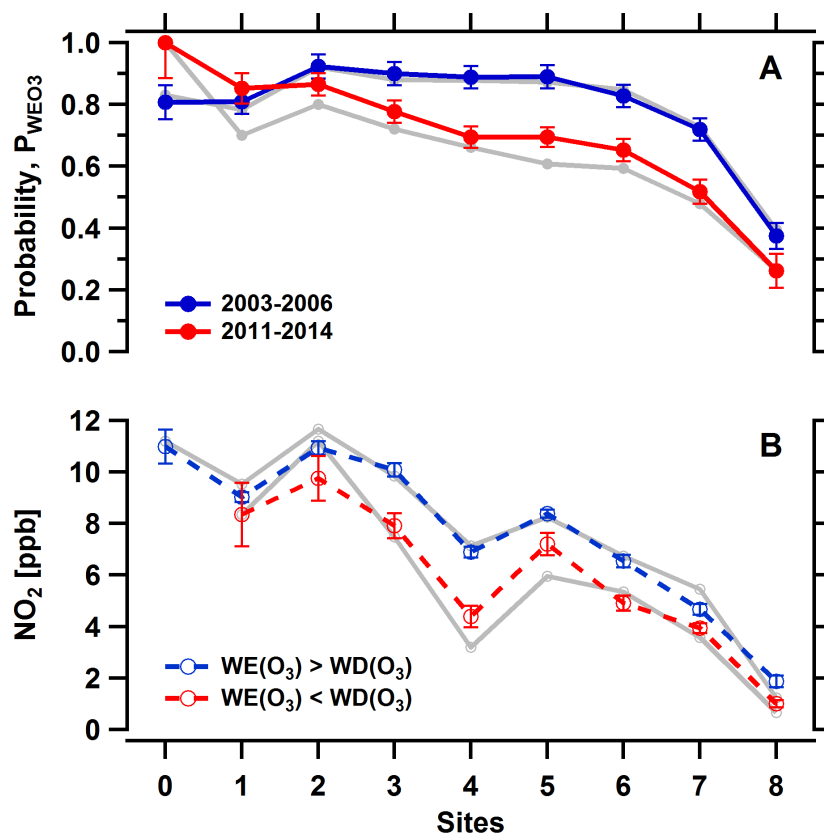 A
Probability, P_WEO3
1.0
0.8
0.6
0.4
0.2
0.0
2003-2006
2011-2014
B
NO₂ [ppb]
12
10
8
6
4
2
0
WE(O₃) > WD(O₃)
WE(O₃) < WD(O₃)
0 1 2 3 4 5 6 7 8
Sites